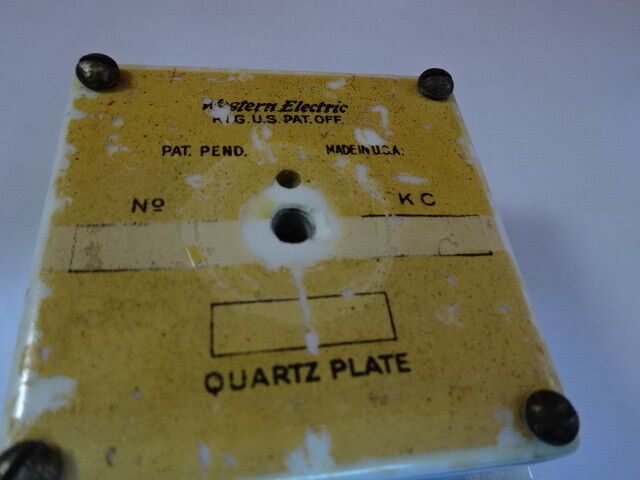 Western Electric
REG. U.S. PAT. OFF.
PAT. PEND. MADE IN U.S.A.
Nº KC
QUARTZ PLATE